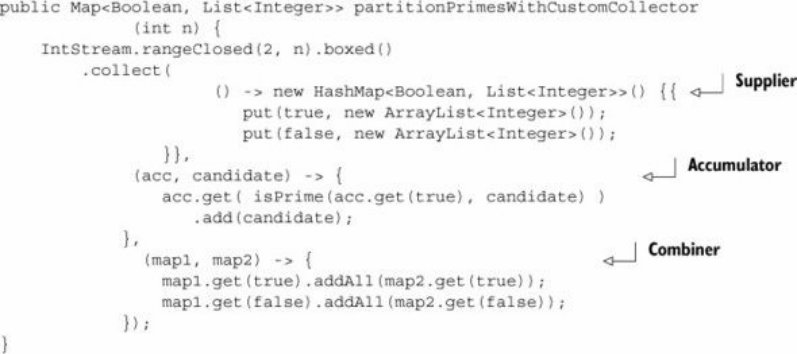 public Map<Boolean, List<Integer>> partitionPrimesWithCustomCollector
(int n) {
IntStream.rangeClosed(2, n).boxed()
.collect(
() -> new HashMap<Boolean, List<Integer>>() {{ Supplier
put(true, new ArrayList<Integer>());
put(false, new ArrayList<Integer>());
}},
(acc, candidate) -> { Accumulator
acc.get( isPrime(acc.get(true), candidate) )
.add(candidate);
},
(map1, map2) -> { Combiner
map1.get(true).addAll(map2.get(true));
map1.get(false).addAll(map2.get(false));
});
}